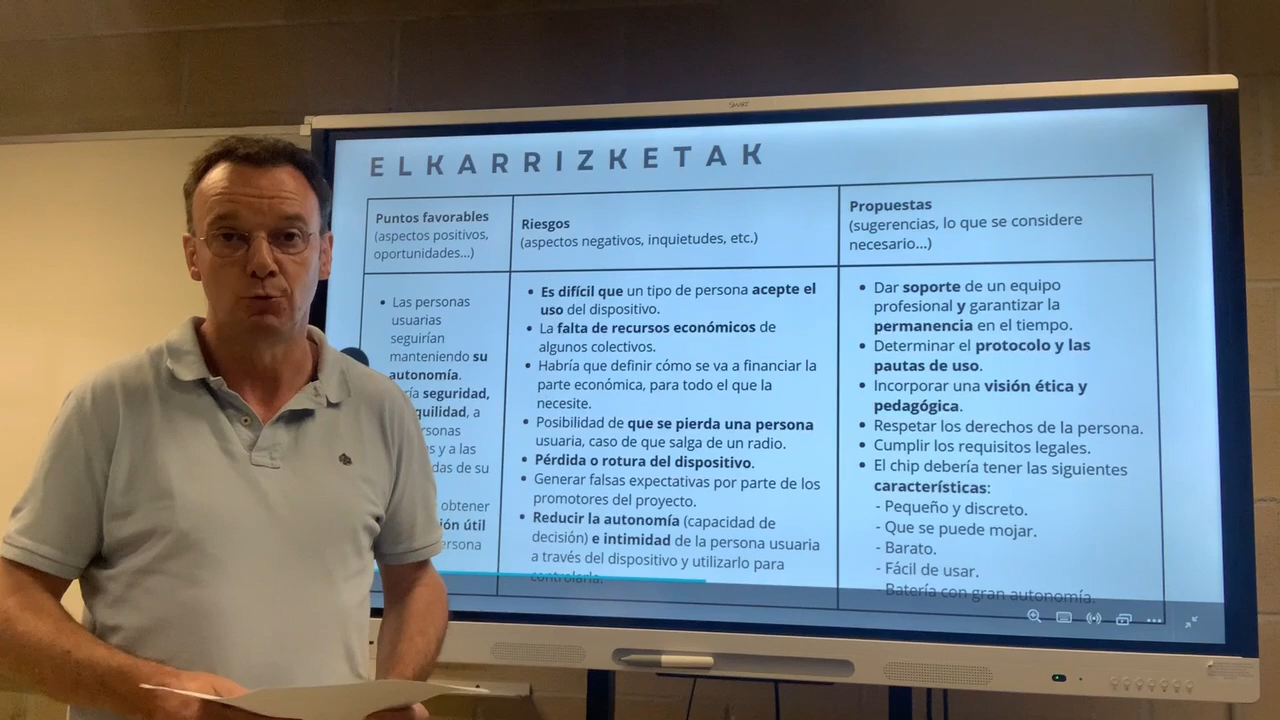 SMART
ELKARRIZKETAK
Puntos favorables
(aspectos positivos,
oportunidades...)
Las personas
usuarias
seguirían
manteniendo su
autonomía.
seguridad,
a
y a las
de su
obtener
útil
Riesgos
(aspectos negativos, inquietudes, etc.)
Es difícil que un tipo de persona acepte el
uso del dispositivo.
La falta de recursos económicos de
algunos colectivos.
Habría que definir cómo se va a financiar la
parte económica, para todo el que la
necesite.
Posibilidad de que se pierda una persona
usuaria, caso de que salga de un radio.
Pérdida o rotura del dispositivo.
Generar falsas expectativas por parte de los
promotores del proyecto.
Reducir la autonomía (capacidad de
decisión) e intimidad de la persona usuaria
a través del dispositivo y utilizarlo para
controlarla.
Propuestas
(sugerencias, lo que se considere
necesario...)
Dar soporte de un equipo
profesional y garantizar la
permanencia en el tiempo.
Determinar el protocolo y las
pautas de uso.
Incorporar una visión ética y
pedagógica.
Respetar los derechos de la persona.
Cumplir los requisitos legales.
El chip debería tener las siguientes
características:
- Pequeño y discreto.
- Que se puede mojar.
- Barato.
- Fácil de usar.
- Batería con gran autonomía.